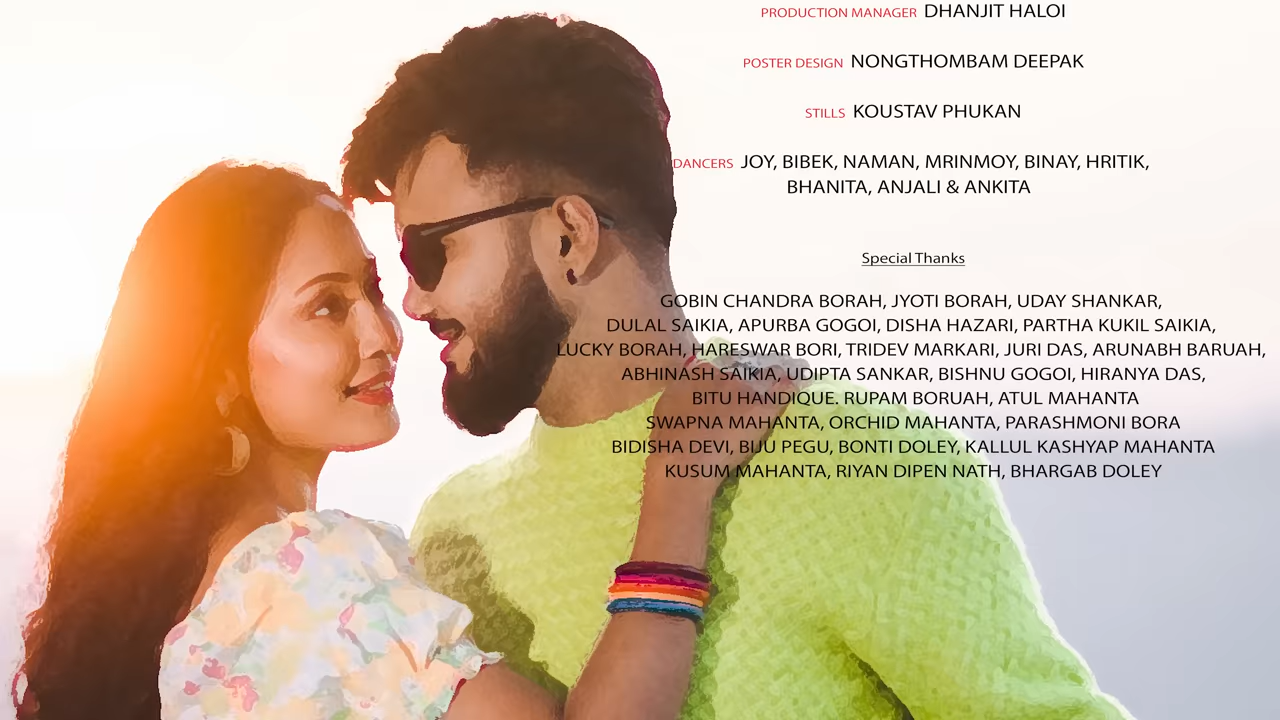 PRODUCTION MANAGER DHANJIT HALOI
POSTER DESIGN NONGTHOMBAM DEEPAK
STILLS KOUSTAV PHUKAN
DANCERS JOY, BIBEK, NAMAN, MRINMOY, BINAY, HRITIK,
BHANITA, ANJALI & ANKITA
Special Thanks
GOBIN CHANDRA BORAH, JYOTI BORAH, UDAY SHANKAR,
DULAL SAIKIA, APURBA GOGOI, DISHA HAZARI, PARTHA KUKIL SAIKIA,
LUCKY BORAH, HARESWAR BORI, TRIDEV MARKARI, JURI DAS, ARUNABH BARUAH,
ABHINASH SAIKIA, UDIPTA SANKAR, BISHNU GOGOI, HIRANYA DAS,
BITU HANDIQUE. RUPAM BORUAH, ATUL MAHANTA
SWAPNA MAHANTA, ORCHID MAHANTA, PARASHMONI BORA
BIDISHA DEVI, BIJU PEGU, BONTI DOLEY, KALLUL KASHYAP MAHANTA
KUSUM MAHANTA, RIYAN DIPEN NATH, BHARGAB DOLEY